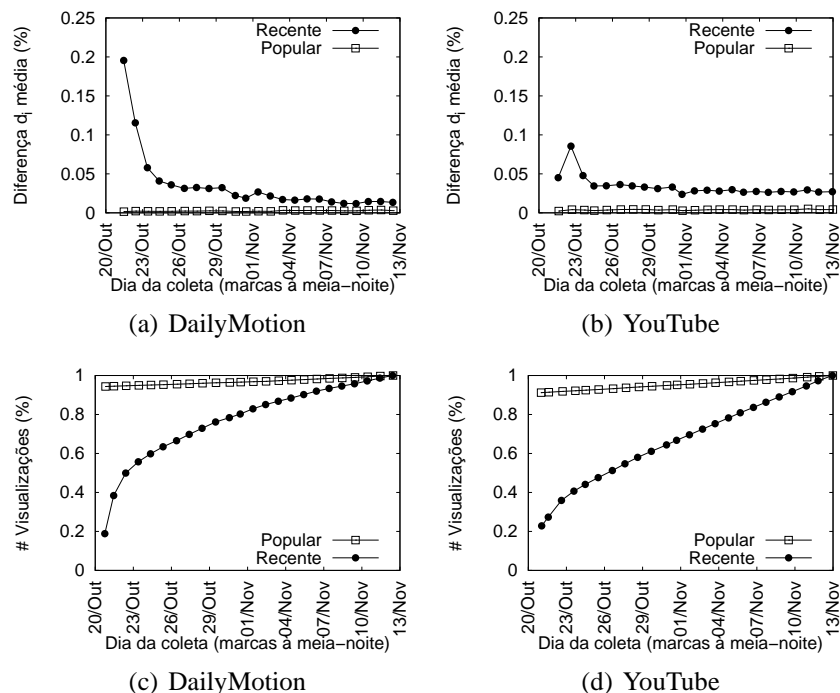 Diferença dᵢ média (%)
0.25
0.2
0.15
0.1
0.05
0
Recente
Popular
20/Out
23/Out
26/Out
29/Out
01/Nov
04/Nov
07/Nov
10/Nov
13/Nov
Dia da coleta (marcas à meia−noite)
(a) DailyMotion
Diferença dᵢ média (%)
0.25
0.2
0.15
0.1
0.05
0
Recente
Popular
20/Out
23/Out
26/Out
29/Out
01/Nov
04/Nov
07/Nov
10/Nov
13/Nov
Dia da coleta (marcas à meia−noite)
(b) YouTube
# Visualizações (%)
1
0.8
0.6
0.4
0.2
0
Popular
Recente
20/Out
23/Out
26/Out
29/Out
01/Nov
04/Nov
07/Nov
10/Nov
13/Nov
Dia da coleta (marcas à meia−noite)
(c) DailyMotion
# Visualizações (%)
1
0.8
0.6
0.4
0.2
0
Popular
Recente
20/Out
23/Out
26/Out
29/Out
01/Nov
04/Nov
07/Nov
10/Nov
13/Nov
Dia da coleta (marcas à meia−noite)
(d) YouTube